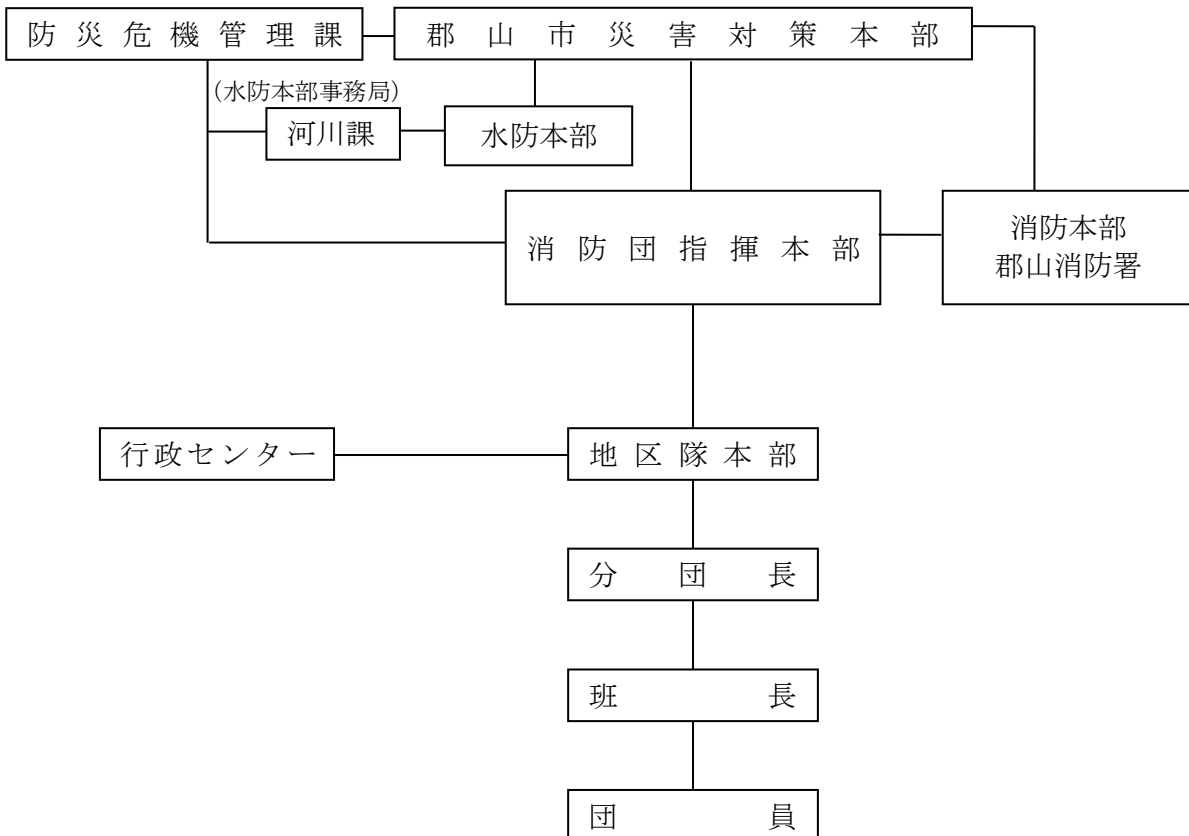 防災危機管理課
郡山市災害対策本部
(水防本部事務局)
河川課
水防本部
消防団指揮本部
消防本部
郡山消防署
行政センター
地区隊本部
分団長
班長
団員